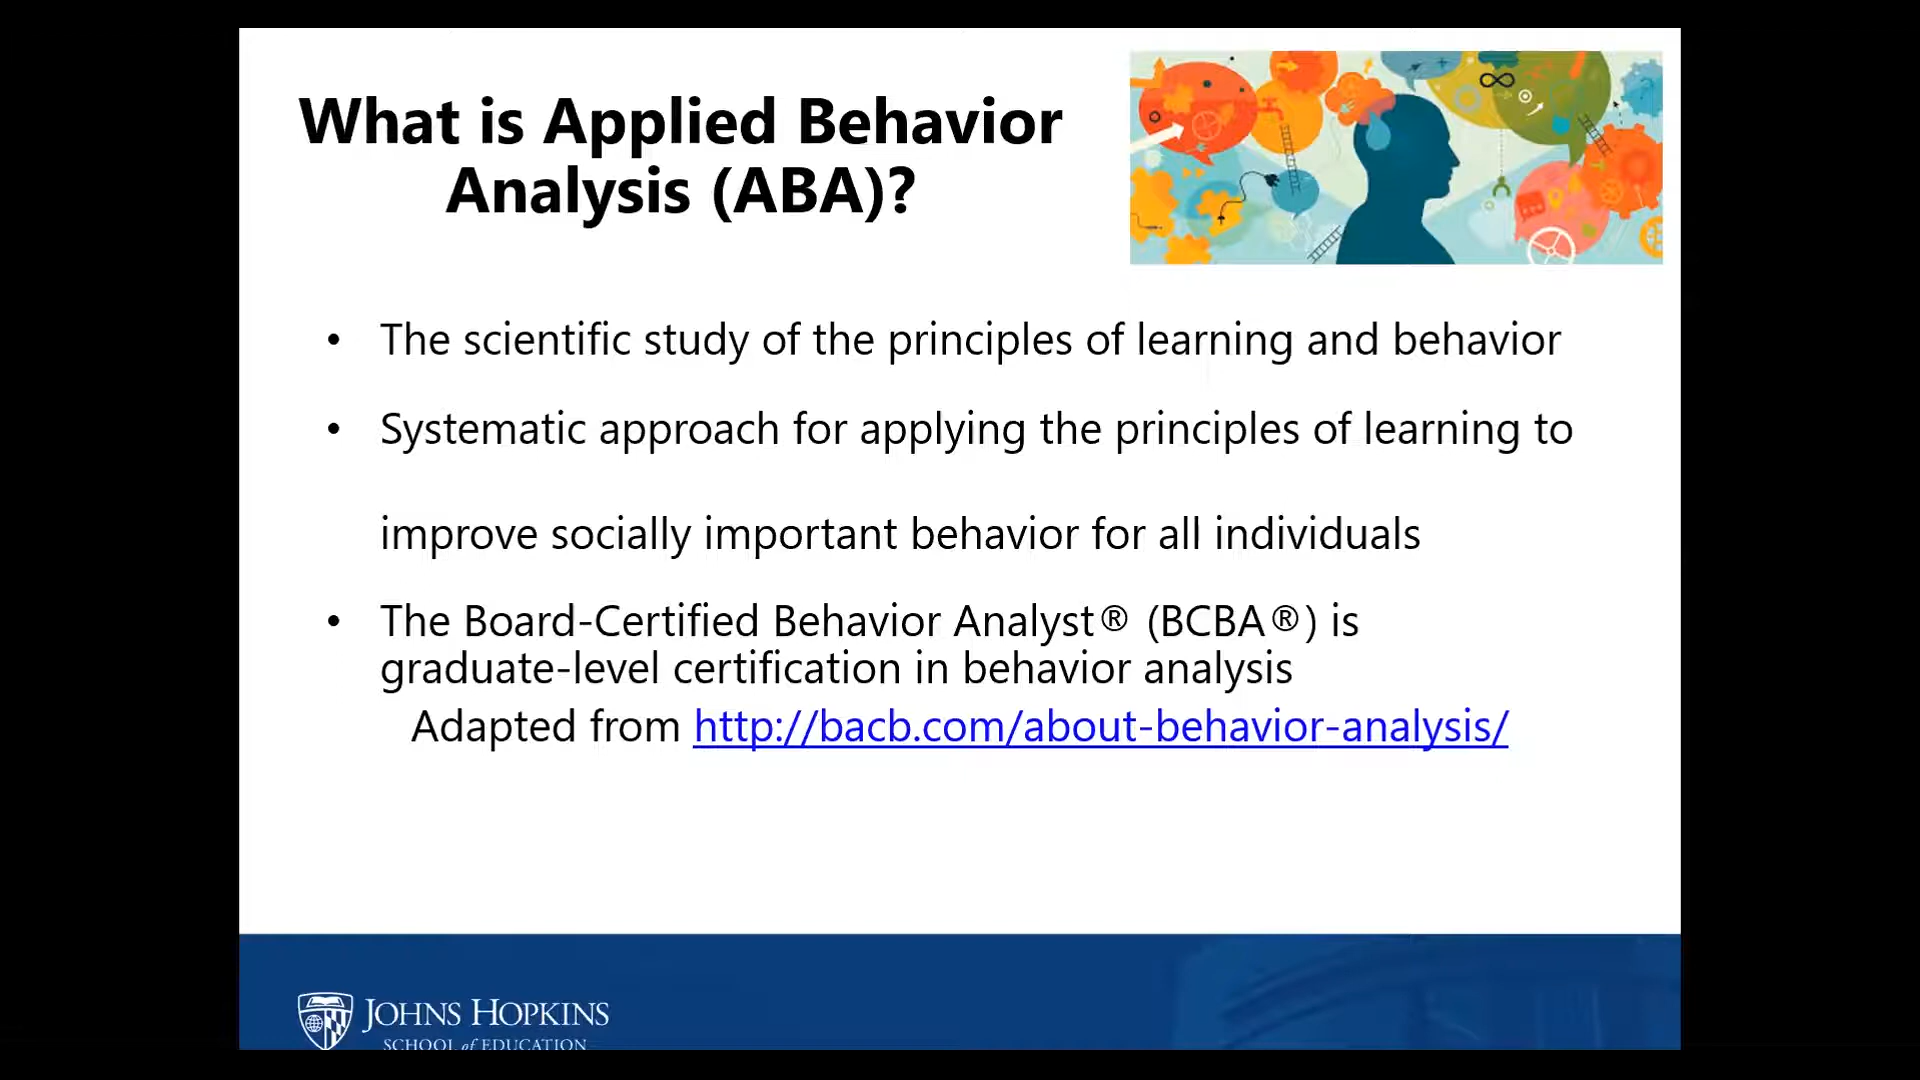 What is Applied Behavior
Analysis (ABA)?
• The scientific study of the principles of learning and behavior
• Systematic approach for applying the principles of learning to
improve socially important behavior for all individuals
• The Board-Certified Behavior Analyst® (BCBA®) is
graduate-level certification in behavior analysis
Adapted from http://bacb.com/about-behavior-analysis/
JOHNS HOPKINS
SCHOOL of EDUCATION